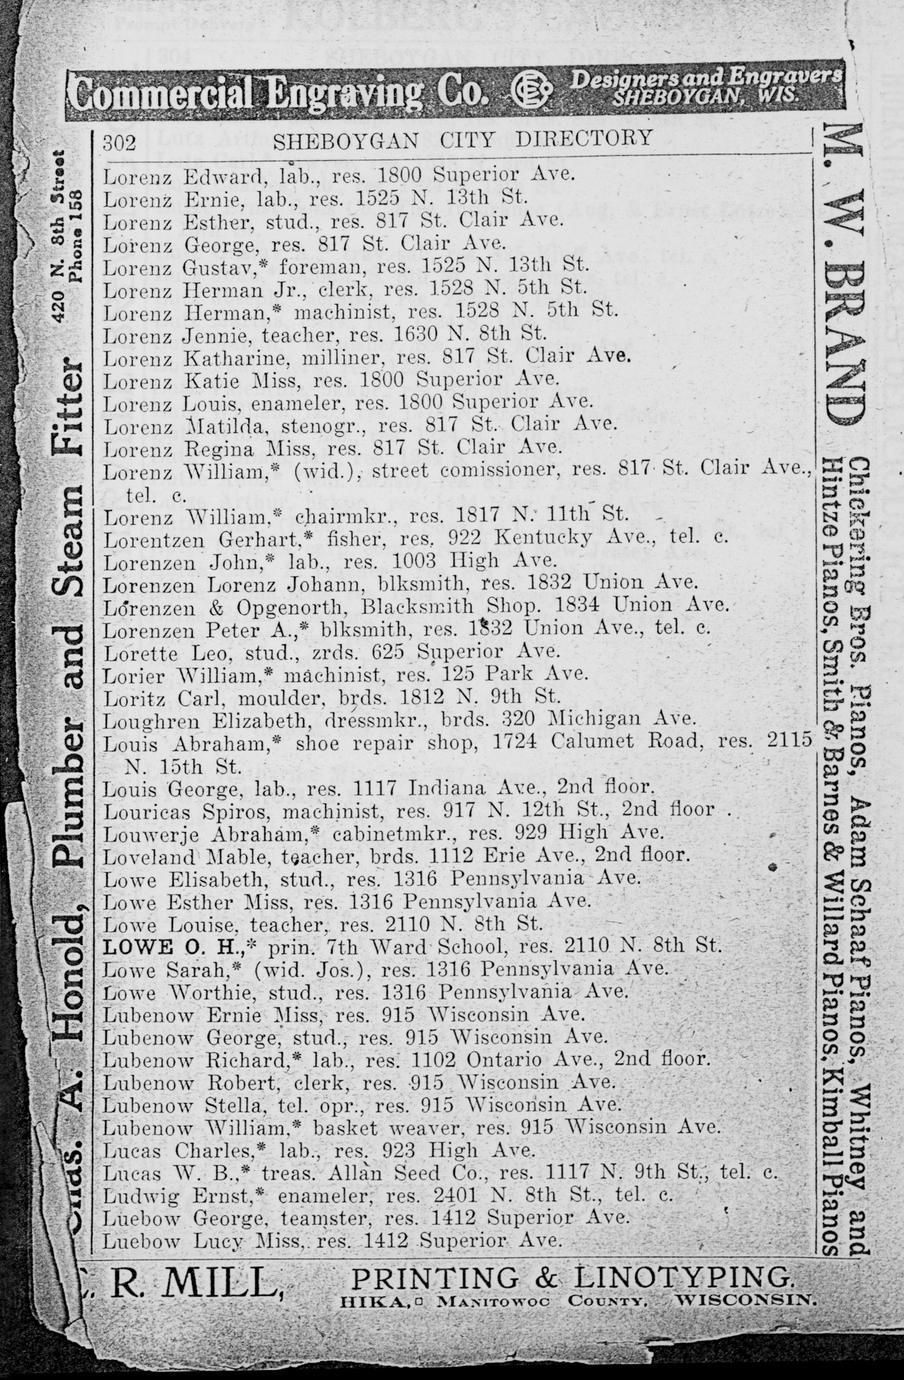 Commercial Engraving Co. CEC Designers and Engravers
SHEBOYGAN, WIS.
302 SHEBOYGAN CITY DIRECTORY
Lorenz Edward, lab., res. 1800 Superior Ave.
Lorenz Ernie, lab., res. 1525 N. 13th St.
Lorenz Esther, stud., res. 817 St. Clair Ave.
Lorenz George, res. 817 St. Clair Ave.
Lorenz Gustav,* foreman, res. 1525 N. 13th St.
Lorenz Herman Jr., clerk, res. 1528 N. 5th St.
Lorenz Herman,* machinist, res. 1528 N. 5th St.
Lorenz Jennie, teacher, res. 1630 N. 8th St.
Lorenz Katharine, milliner, res. 817 St. Clair Ave.
Lorenz Katie Miss, res. 1800 Superior Ave.
Lorenz Louis, enameler, res. 1800 Superior Ave.
Lorenz Matilda, stenogr., res. 817 St. Clair Ave.
Lorenz Regina Miss, res. 817 St. Clair Ave.
Lorenz William,* (wid.), street comissioner, res. 817 St. Clair Ave.,
tel. c.
Lorenz William,* chairmkr., res. 1817 N. 11th St.
Lorentzen Gerhart,* fisher, res. 922 Kentucky Ave., tel. c.
Lorenzen John,* lab., res. 1003 High Ave.
Lorenzen Lorenz Johann, blksmith, res. 1832 Union Ave.
Lorenzen & Opgenorth, Blacksmith Shop. 1834 Union Ave.
Lorenzen Peter A.,* blksmith, res. 1832 Union Ave., tel. c.
Lorette Leo, stud., zrds. 625 Superior Ave.
Lorier William,* machinist, res. 125 Park Ave.
Loritz Carl, moulder, brds. 1812 N. 9th St.
Loughren Elizabeth, dressmkr., brds. 320 Michigan Ave.
Louis Abraham,* shoe repair shop, 1724 Calumet Road, res. 2115
N. 15th St.
Louis George, lab., res. 1117 Indiana Ave., 2nd floor.
Louricas Spiros, machinist, res. 917 N. 12th St., 2nd floor .
Louwerje Abraham,* cabinetmkr., res. 929 High Ave.
Loveland Mable, teacher, brds. 1112 Erie Ave., 2nd floor.
Lowe Elisabeth, stud., res. 1316 Pennsylvania Ave.
Lowe Esther Miss, res. 1316 Pennsylvania Ave.
Lowe Louise, teacher, res. 2110 N. 8th St.
LOWE O. H.,* prin. 7th Ward School, res. 2110 N. 8th St.
Lowe Sarah,* (wid. Jos.), res. 1316 Pennsylvania Ave.
Lowe Worthie, stud., res. 1316 Pennsylvania Ave.
Lubenow Ernie Miss, res. 915 Wisconsin Ave.
Lubenow George, stud., res. 915 Wisconsin Ave.
Lubenow Richard,* lab., res. 1102 Ontario Ave., 2nd floor.
Lubenow Robert, clerk, res. 915 Wisconsin Ave.
Lubenow Stella, tel. opr., res. 915 Wisconsin Ave.
Lubenow William,* basket weaver, res. 915 Wisconsin Ave.
Lucas Charles,* lab., res. 923 High Ave.
Lucas W. B.,* treas. Allan Seed Co., res. 1117 N. 9th St., tel. c.
Ludwig Ernst,* enameler, res. 2401 N. 8th St., tel. c.
Luebow George, teamster, res. 1412 Superior Ave.
Luebow Lucy Miss, res. 1412 Superior Ave.
Chas. A. Honold, Plumber and Steam Fitter 420 N. 8th Street
Phone 158
M. W. BRAND Chickering Bros. Pianos, Adam Schaaf Pianos, Whitney and
Hintze Pianos, Smith & Barnes & Willard Pianos, Kimball Pianos
R. MILL, PRINTING & LINOTYPING.
HIKA, MANITOWOC COUNTY, WISCONSIN.